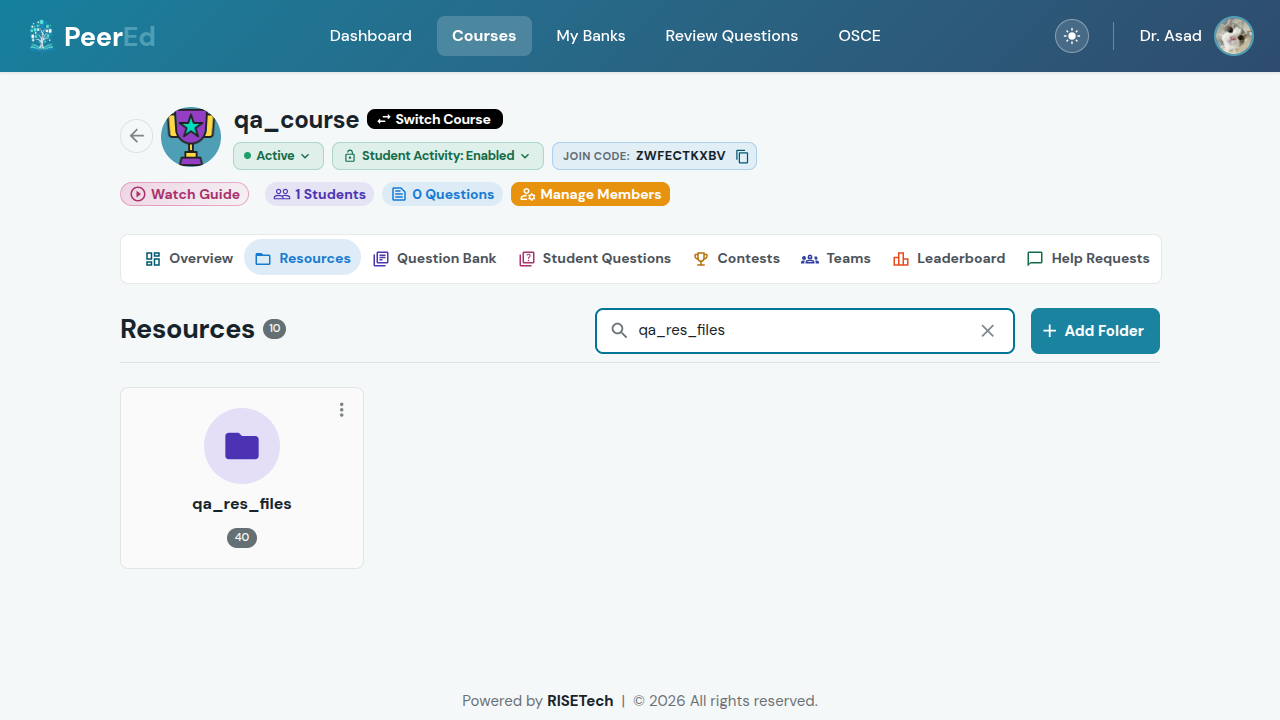 PeerEd
Dashboard
Courses
My Banks
Review Questions
OSCE
Dr. Asad
qa_course
Switch Course
Active
Student Activity: Enabled
JOIN CODE: ZWFECTKXBV
Watch Guide
1 Students
0 Questions
Manage Members
Overview
Resources
Question Bank
Student Questions
Contests
Teams
Leaderboard
Help Requests
Resources 10
qa_res_files
Add Folder
qa_res_files
40
Powered by RISETech | © 2026 All rights reserved.